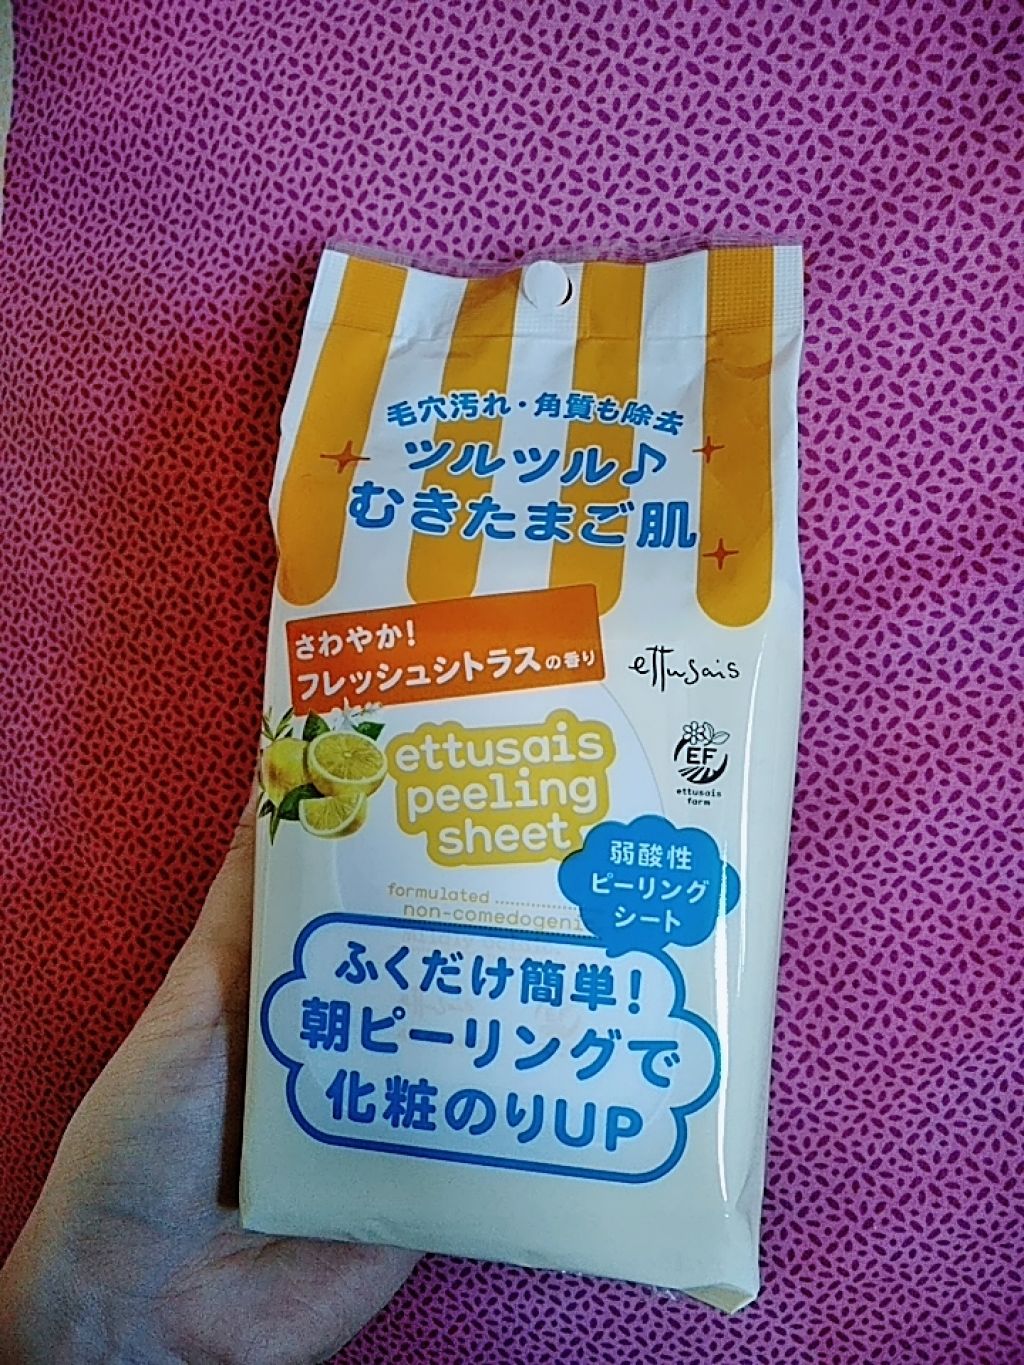 毛穴汚れ・角質も除去
ツルツル♪
むきたまご肌
さわやか!
フレッシュシトラスの香り
ettusais
ettusais
peeling
sheet
EF
ettusais
farm
弱酸性
ピーリング
シート
formulated
ふくだけ簡単!
朝ピーリングで
化粧のりUP